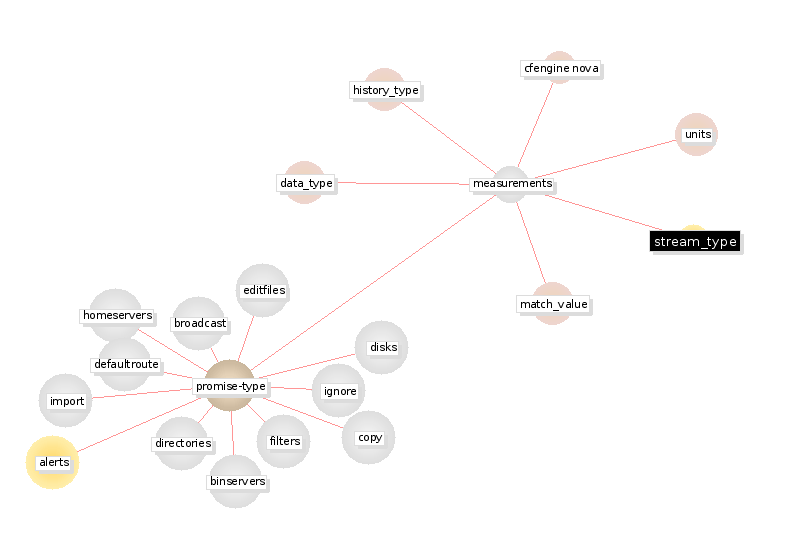 cfengine nova
history_type
units
data_type
measurements
stream_type
editfiles
match_value
homeservers
broadcast
disks
defaultroute
promise-type
ignore
import
directories
filters
copy
alerts
binservers